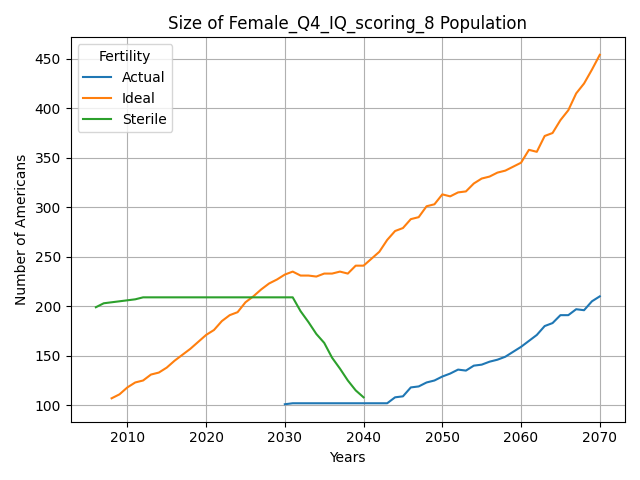 Size of Female_Q4_IQ_scoring_8 Population
Fertility
Actual
Ideal
Sterile
Number of Americans
450
400
350
300
250
200
150
100
2010 2020 2030 2040 2050 2060 2070
Years